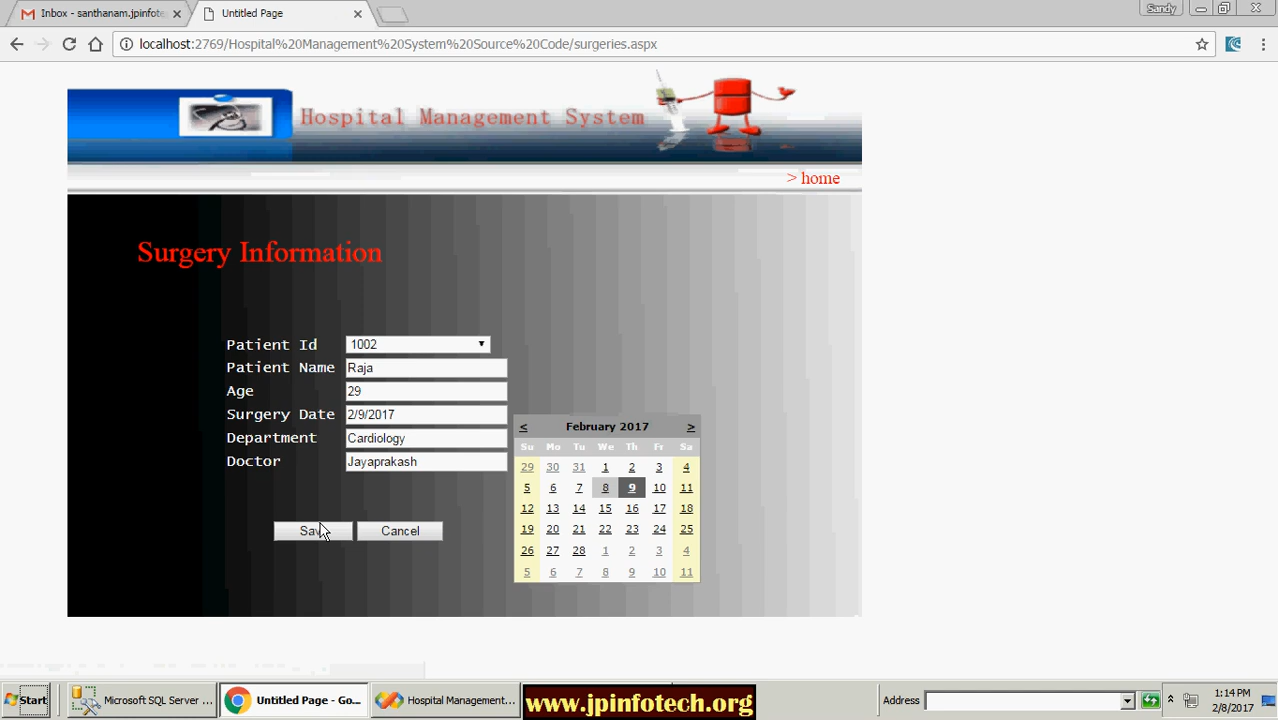 Inbox - santhanam.jpinfote
Untitled Page
Sandy
localhost:2769/Hospital%20Management%20System%20Source%20Code/surgeries.aspx
Hospital Management System
> home
Surgery Information
Patient Id 1002
Patient Name Raja
Age 29
Surgery Date 2/9/2017
Department Cardiology
Doctor Jayaprakash
< February 2017 >
Su Mo Tu We Th Fr Sa
29 30 31 1 2 3 4
5 6 7 8 9 10 11
12 13 14 15 16 17 18
19 20 21 22 23 24 25
26 27 28 1 2 3 4
5 6 7 8 9 10 11
Save Cancel
Start
Microsoft SQL Server ...
Untitled Page - Go...
Hospital Management...
www.jpinfotech.org
Address
1:14 PM
2/8/2017